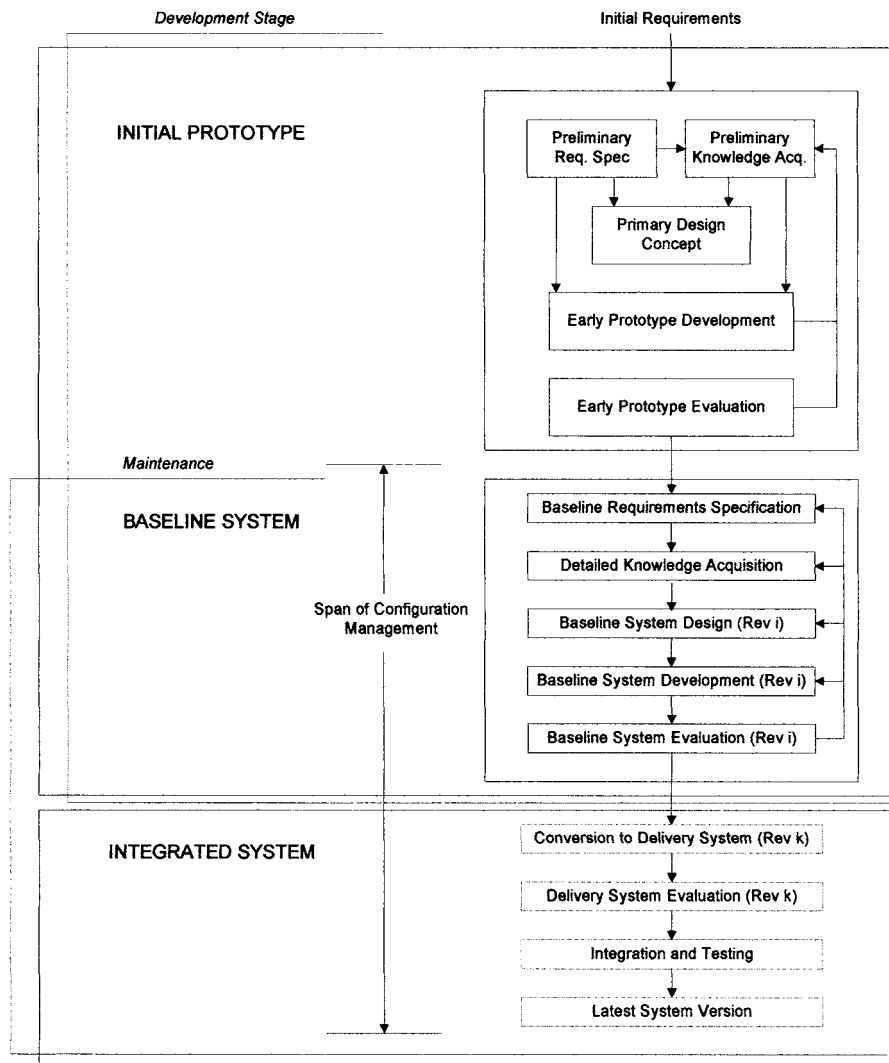 Development Stage
Initial Requirements
INITIAL PROTOTYPE
Preliminary
Req. Spec
Preliminary
Knowledge Acq.
Primary Design
Concept
Early Prototype Development
Early Prototype Evaluation
Maintenance
BASELINE SYSTEM
Span of Configuration
Management
Baseline Requirements Specification
Detailed Knowledge Acquisition
Baseline System Design (Rev i)
Baseline System Development (Rev i)
Baseline System Evaluation (Rev i)
INTEGRATED SYSTEM
Conversion to Delivery System (Rev k)
Delivery System Evaluation (Rev k)
Integration and Testing
Latest System Version